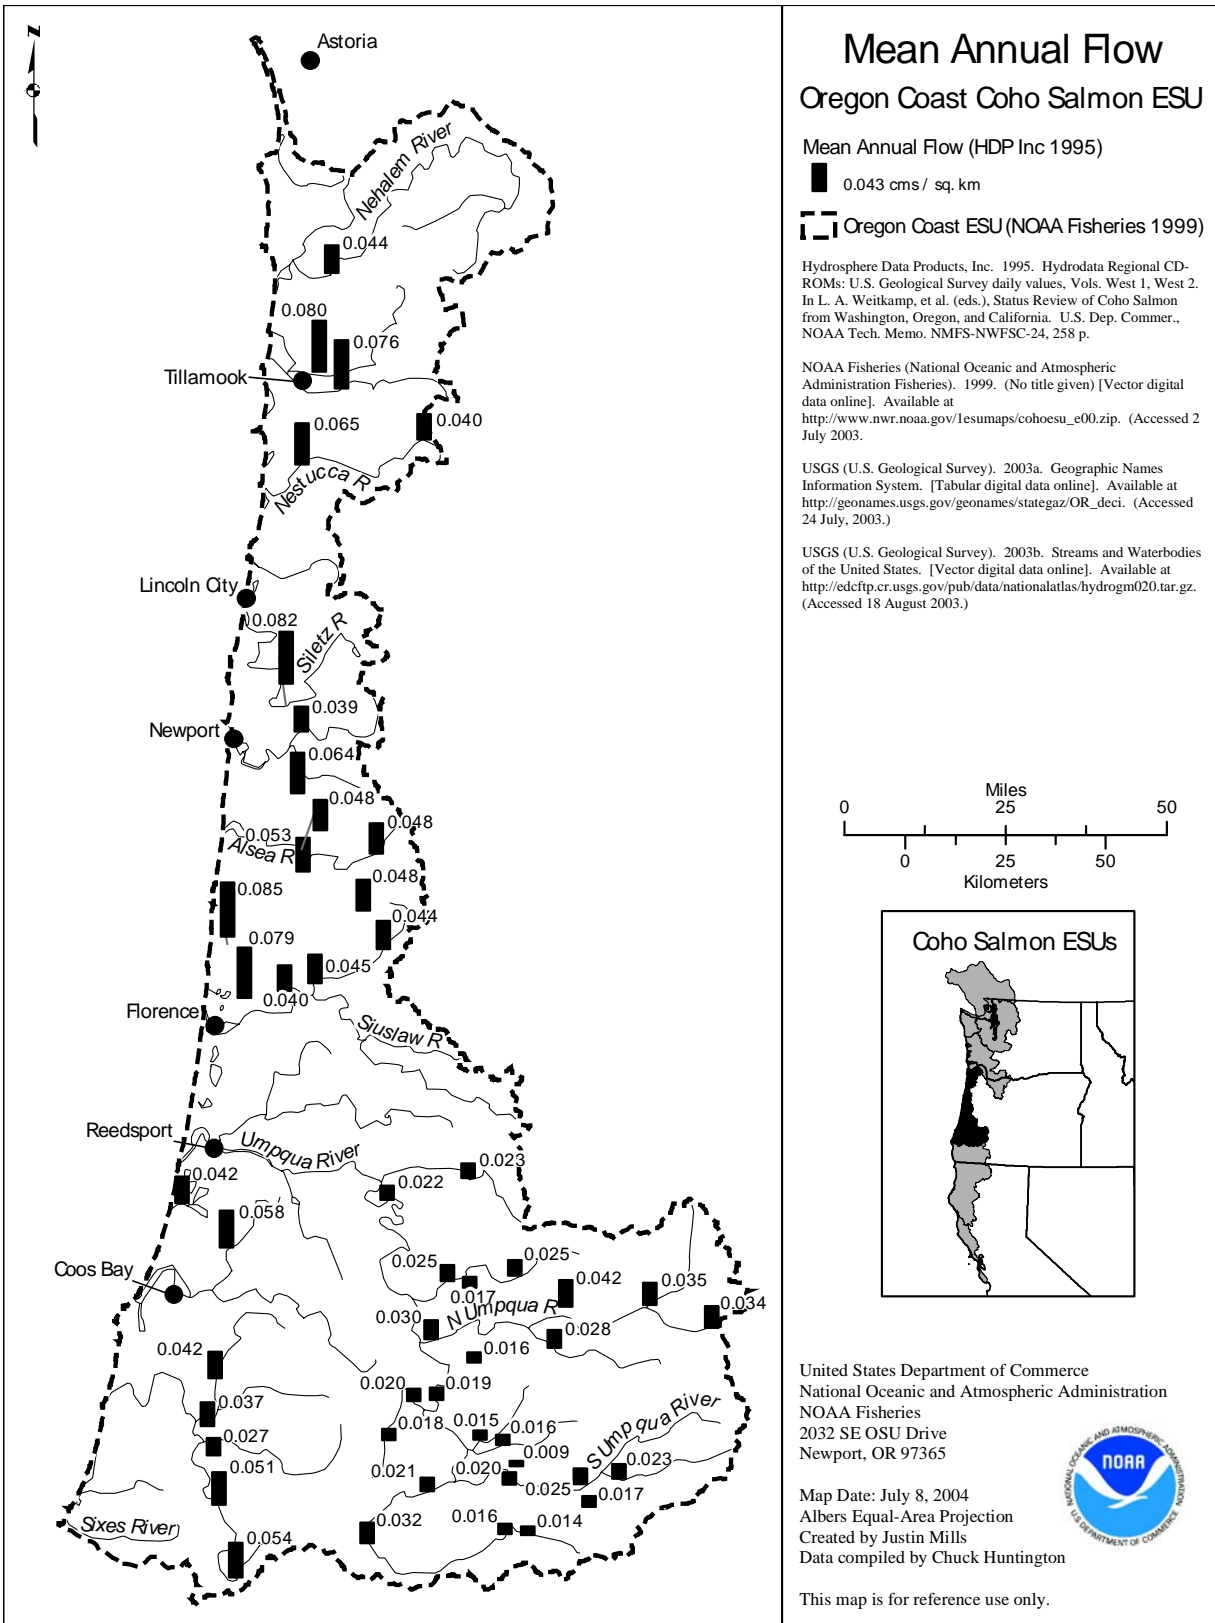 N
Astoria
Nehalem River
0.044
0.080
0.076
Tillamook
0.065
0.040
Nestucca R
Lincoln City
0.082
Siletz R
0.039
Newport
0.064
0.048
0.053
0.048
Alsea R
0.048
0.085
0.044
0.079
0.045
0.040
Florence
Siuslaw R
Reedsport
Umpqua River
0.042
0.023
0.022
0.058
0.025
0.025
Coos Bay
0.017
0.042
0.035
0.034
0.030
N Umpqua R
0.028
0.016
0.042
0.020
0.019
0.037
0.018
0.015
0.016
S Umpqua River
0.027
0.009
0.051
0.021
0.020
0.023
0.025
0.017
Sixes River
0.054
0.032
0.016
0.014
Mean Annual Flow
Oregon Coast Coho Salmon ESU
Mean Annual Flow (HDP Inc 1995)
0.043 cms / sq. km
Oregon Coast ESU (NOAA Fisheries 1999)
Hydrosphere Data Products, Inc. 1995. Hydrodata Regional CD-
ROMs: U.S. Geological Survey daily values, Vols. West 1, West 2.
In L. A. Weitkamp, et al. (eds.), Status Review of Coho Salmon
from Washington, Oregon, and California. U.S. Dep. Commer.,
NOAA Tech. Memo. NMFS-NWFSC-24, 258 p.
NOAA Fisheries (National Oceanic and Atmospheric
Administration Fisheries). 1999. (No title given) [Vector digital
data online]. Available at
http://www.nwr.noaa.gov/1esumaps/cohoesu_e00.zip. (Accessed 2
July 2003.
USGS (U.S. Geological Survey). 2003a. Geographic Names
Information System. [Tabular digital data online]. Available at
http://geonames.usgs.gov/geonames/stategaz/OR_deci. (Accessed
24 July, 2003.)
USGS (U.S. Geological Survey). 2003b. Streams and Waterbodies
of the United States. [Vector digital data online]. Available at
http://edcftp.cr.usgs.gov/pub/data/nationalatlas/hydrogm020.tar.gz.
(Accessed 18 August 2003.)
Miles
0 25 50
0 25 50
Kilometers
Coho Salmon ESUs
United States Department of Commerce
National Oceanic and Atmospheric Administration
NOAA Fisheries
2032 SE OSU Drive
Newport, OR 97365
Map Date: July 8, 2004
Albers Equal-Area Projection
Created by Justin Mills
Data compiled by Chuck Huntington
This map is for reference use only.
NATIONAL OCEANIC AND ATMOSPHERIC ADMINISTRATION
NOAA
U.S. DEPARTMENT OF COMMERCE